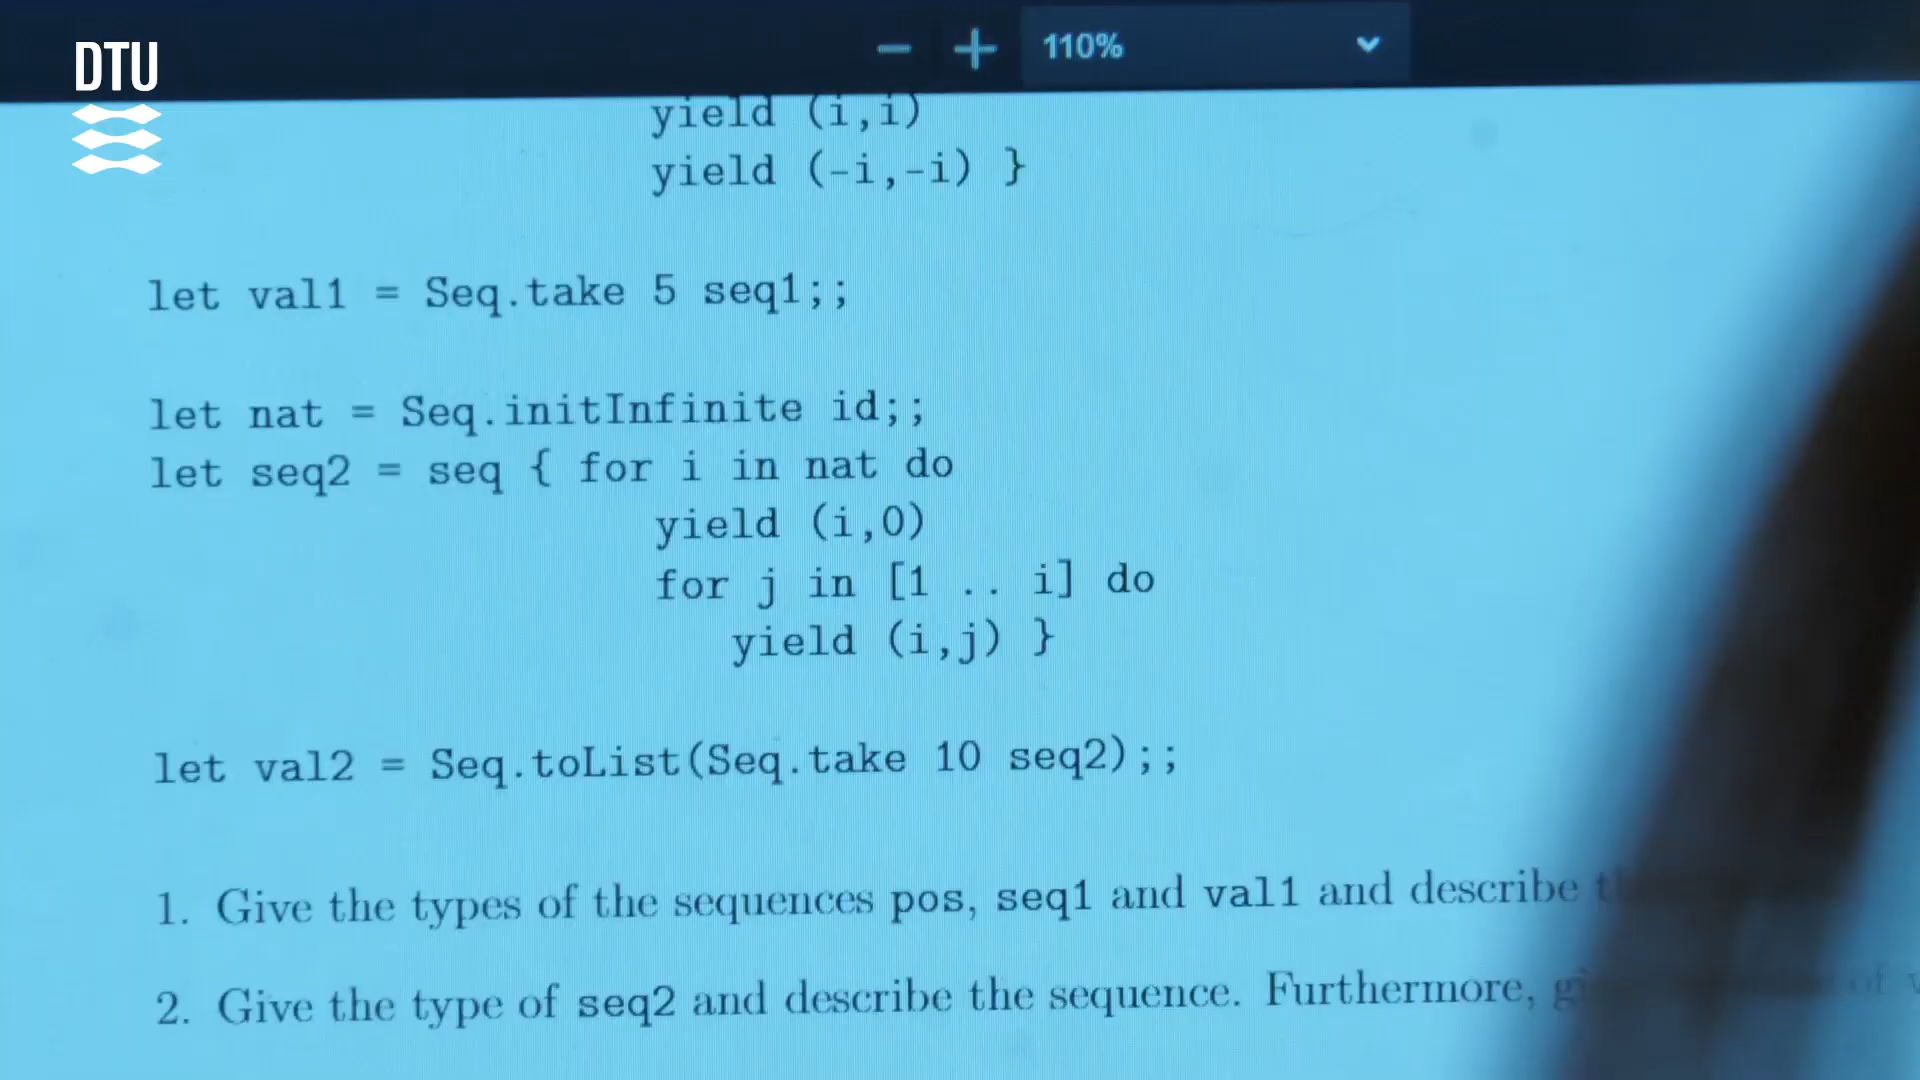 DTU
110%
yield (i,i)
yield (-i,-i) }
let val1 = Seq.take 5 seq1;;
let nat = Seq.initInfinite id;;
let seq2 = seq { for i in nat do
yield (i,0)
for j in [1 .. i] do
yield (i,j) }
let val2 = Seq.toList(Seq.take 10 seq2);;
1. Give the types of the sequences pos, seq1 and val1 and describe
2. Give the type of seq2 and describe the sequence. Furthermore,